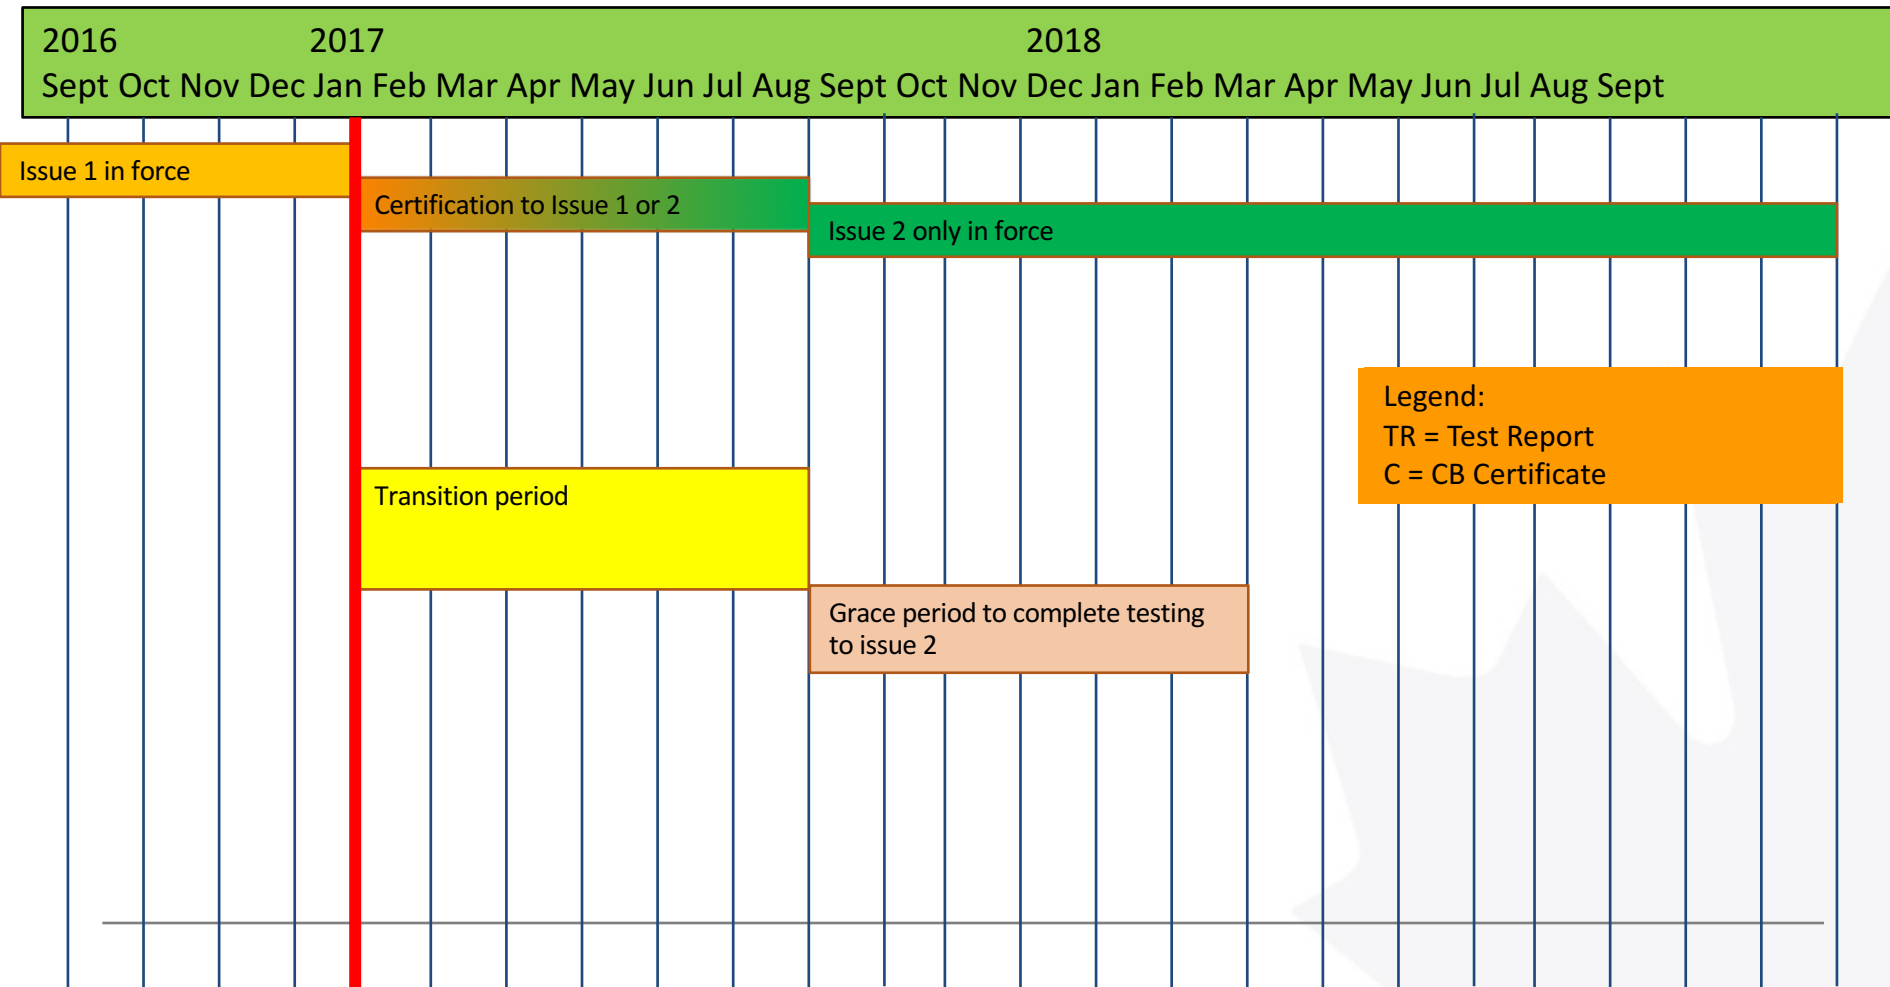 2016 2017 2018
Sept Oct Nov Dec Jan Feb Mar Apr May Jun Jul Aug Sept Oct Nov Dec Jan Feb Mar Apr May Jun Jul Aug Sept
Issue 1 in force
Certification to Issue 1 or 2
Issue 2 only in force
Legend:
TR = Test Report
C = CB Certificate
Transition period
Grace period to complete testing
to issue 2